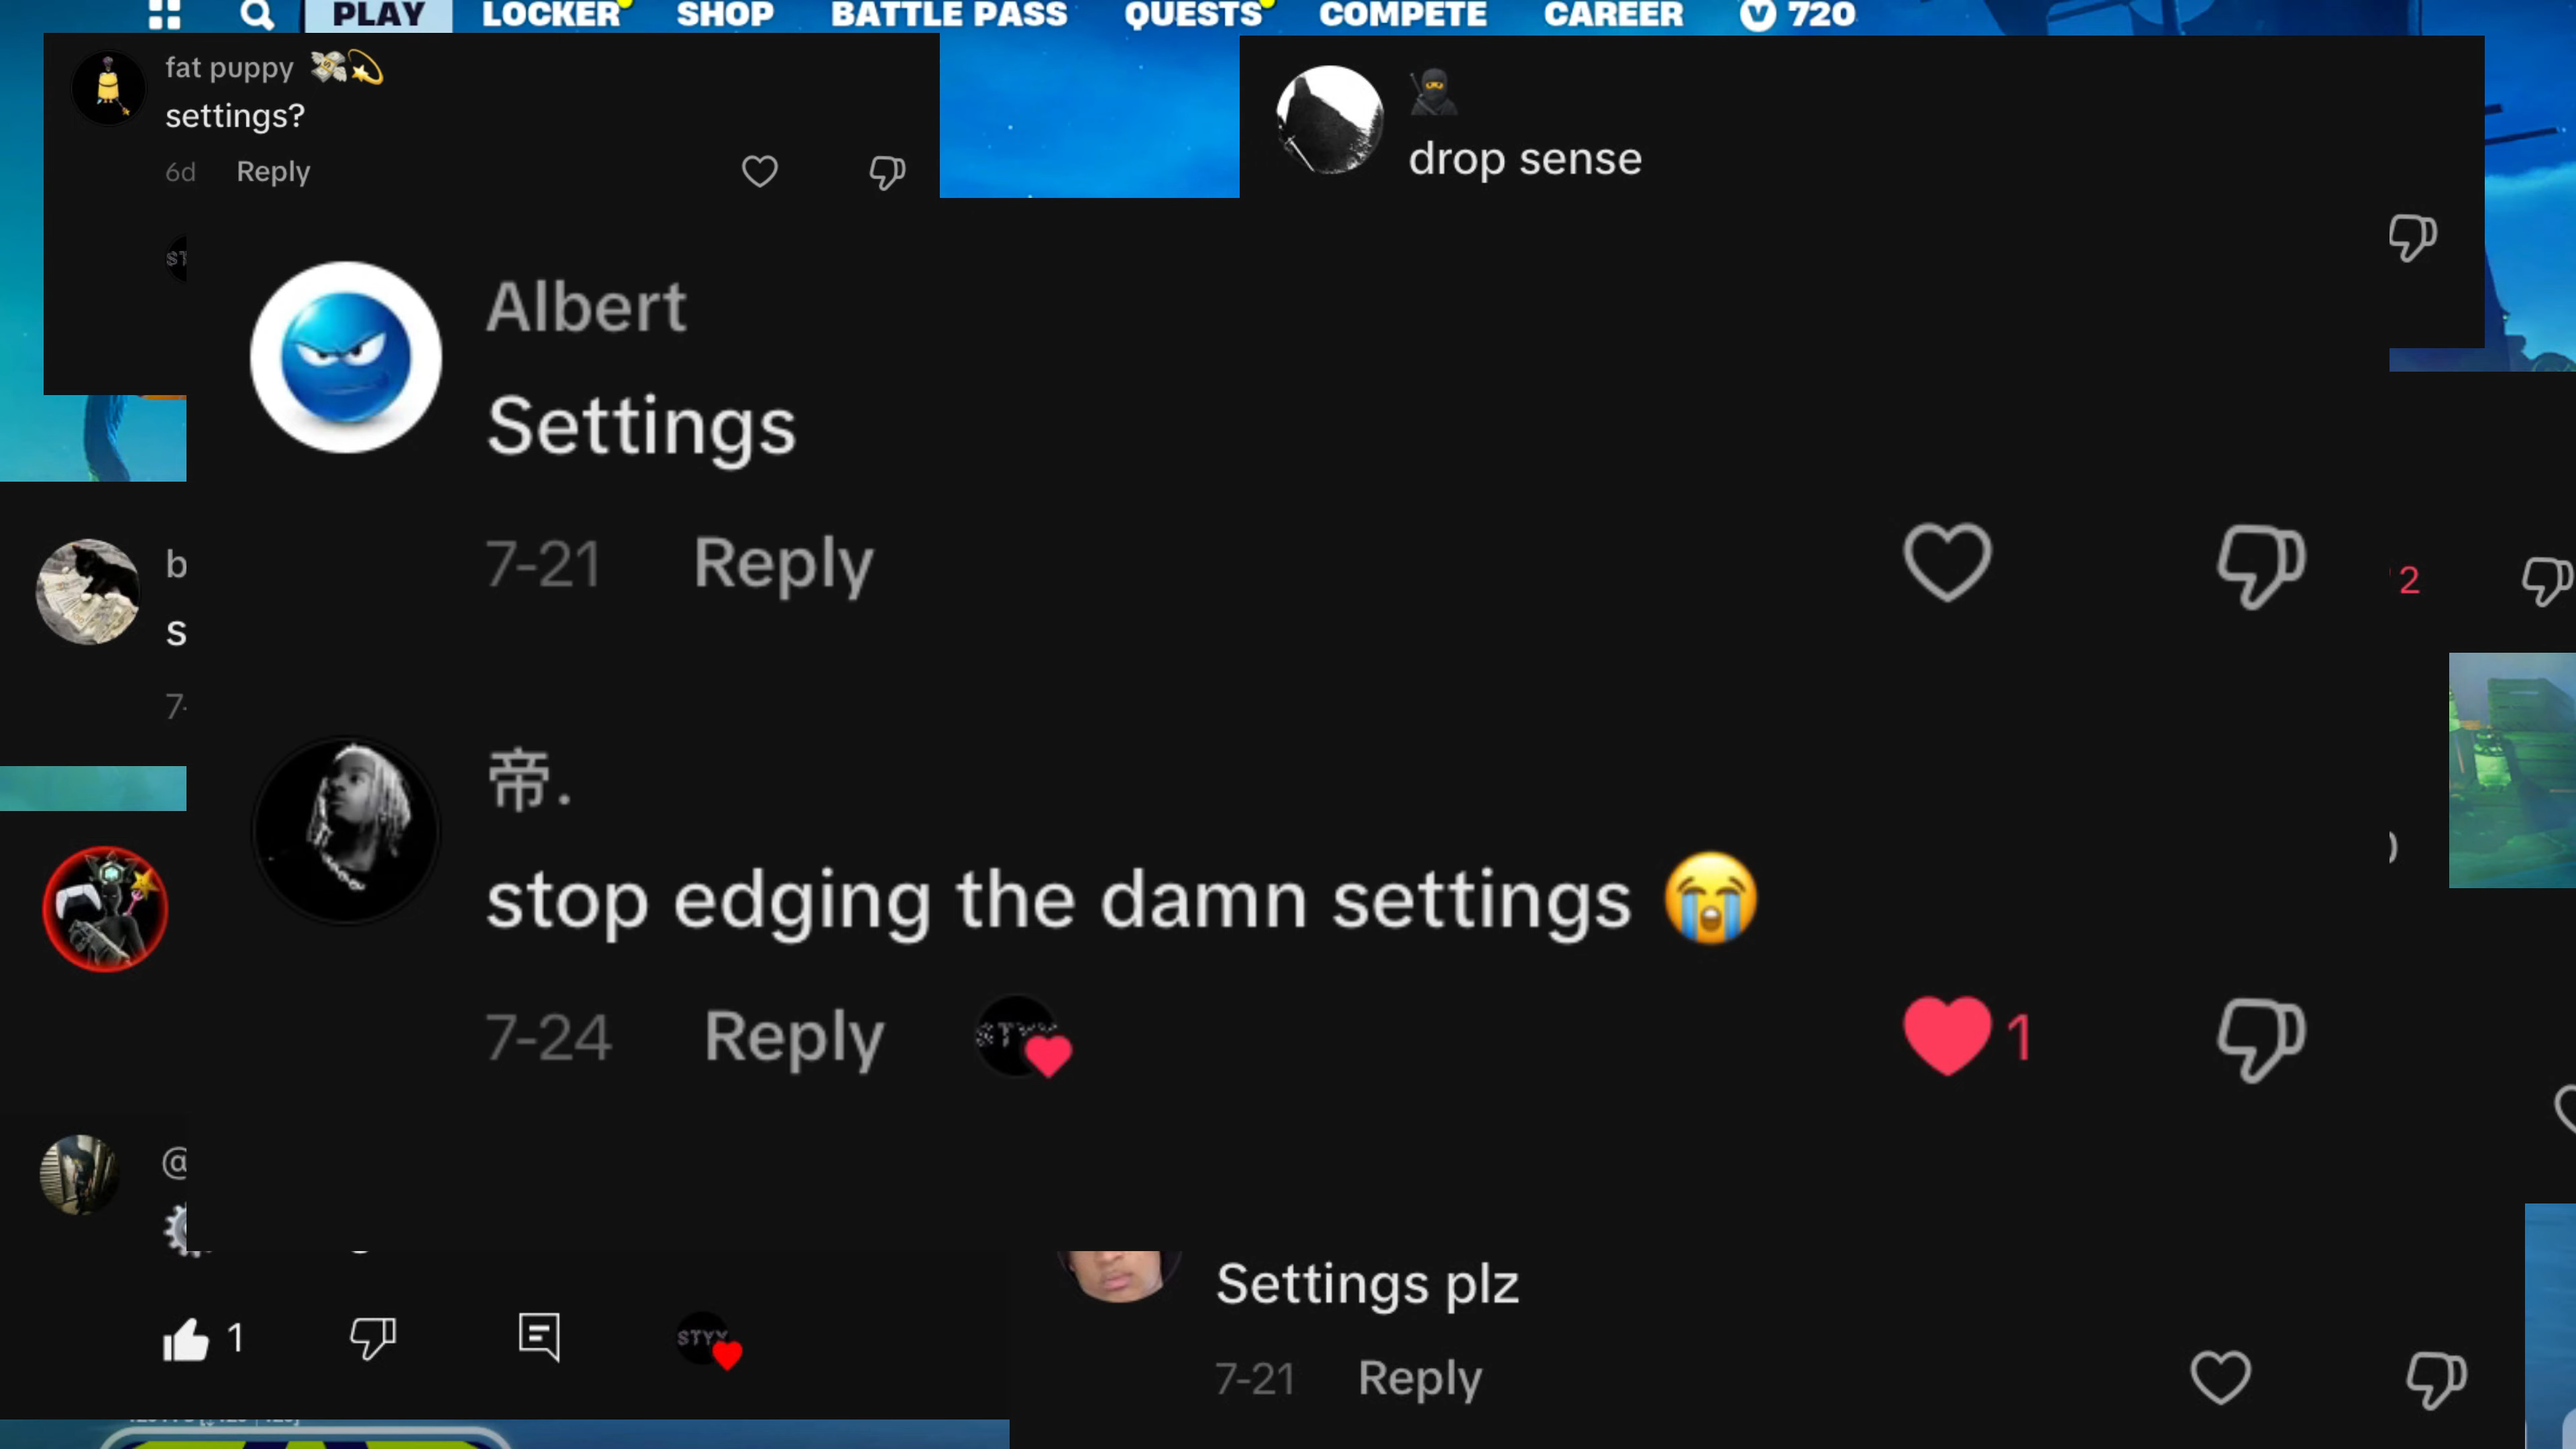 PLAY LOCKER SHOP BATTLE PASS QUESTS COMPETE CAREER V 720
fat puppy 💸💫
settings?
6d Reply
🥷
drop sense
Albert
Settings
7-21 Reply
2
帝.
stop edging the damn settings 😭
7-24 Reply STYX 1
@
1 STYX
Settings plz
7-21 Reply